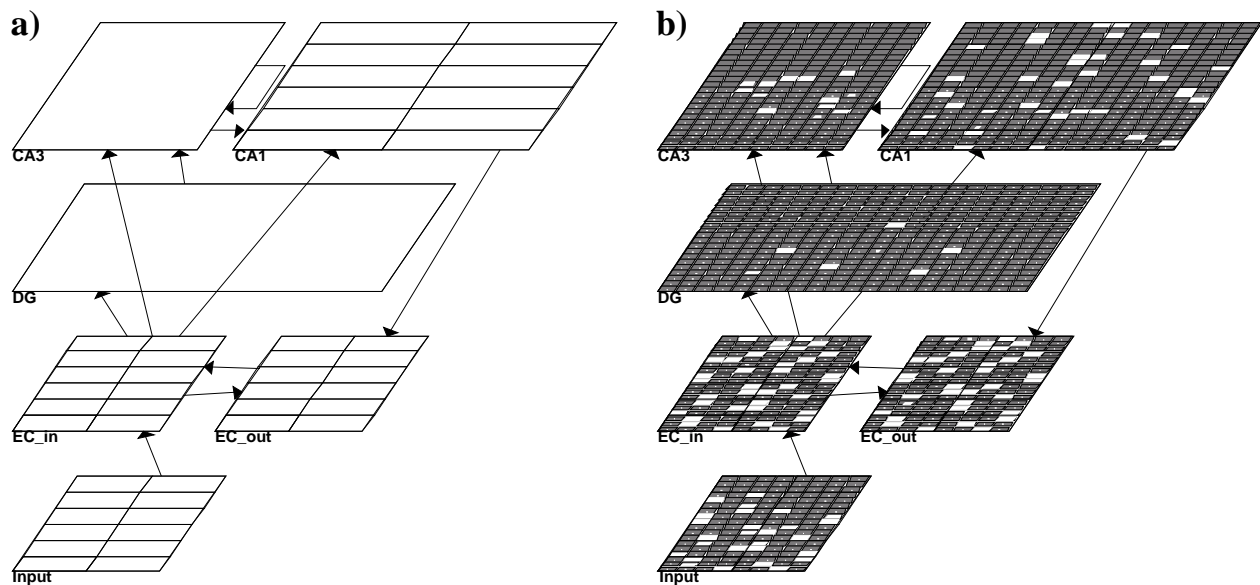 a)
CA3
CA1
DG
EC_in
EC_out
Input
b)
CA3
CA1
DG
EC_in
EC_out
Input